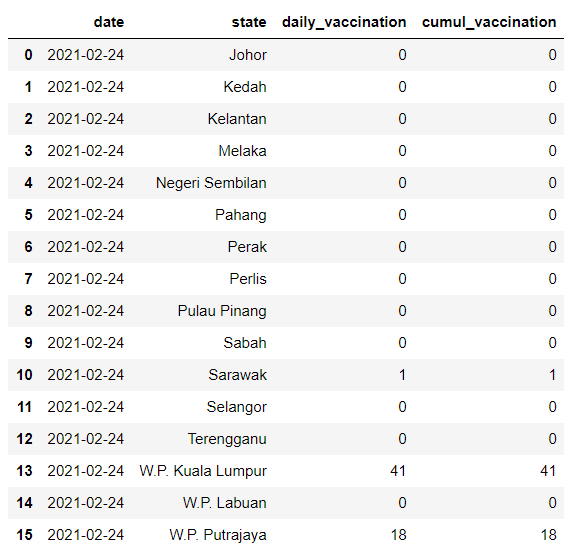 date state daily_vaccination cumul_vaccination
0 2021-02-24 Johor 0 0
1 2021-02-24 Kedah 0 0
2 2021-02-24 Kelantan 0 0
3 2021-02-24 Melaka 0 0
4 2021-02-24 Negeri Sembilan 0 0
5 2021-02-24 Pahang 0 0
6 2021-02-24 Perak 0 0
7 2021-02-24 Perlis 0 0
8 2021-02-24 Pulau Pinang 0 0
9 2021-02-24 Sabah 0 0
10 2021-02-24 Sarawak 1 1
11 2021-02-24 Selangor 0 0
12 2021-02-24 Terengganu 0 0
13 2021-02-24 W.P. Kuala Lumpur 41 41
14 2021-02-24 W.P. Labuan 0 0
15 2021-02-24 W.P. Putrajaya 18 18